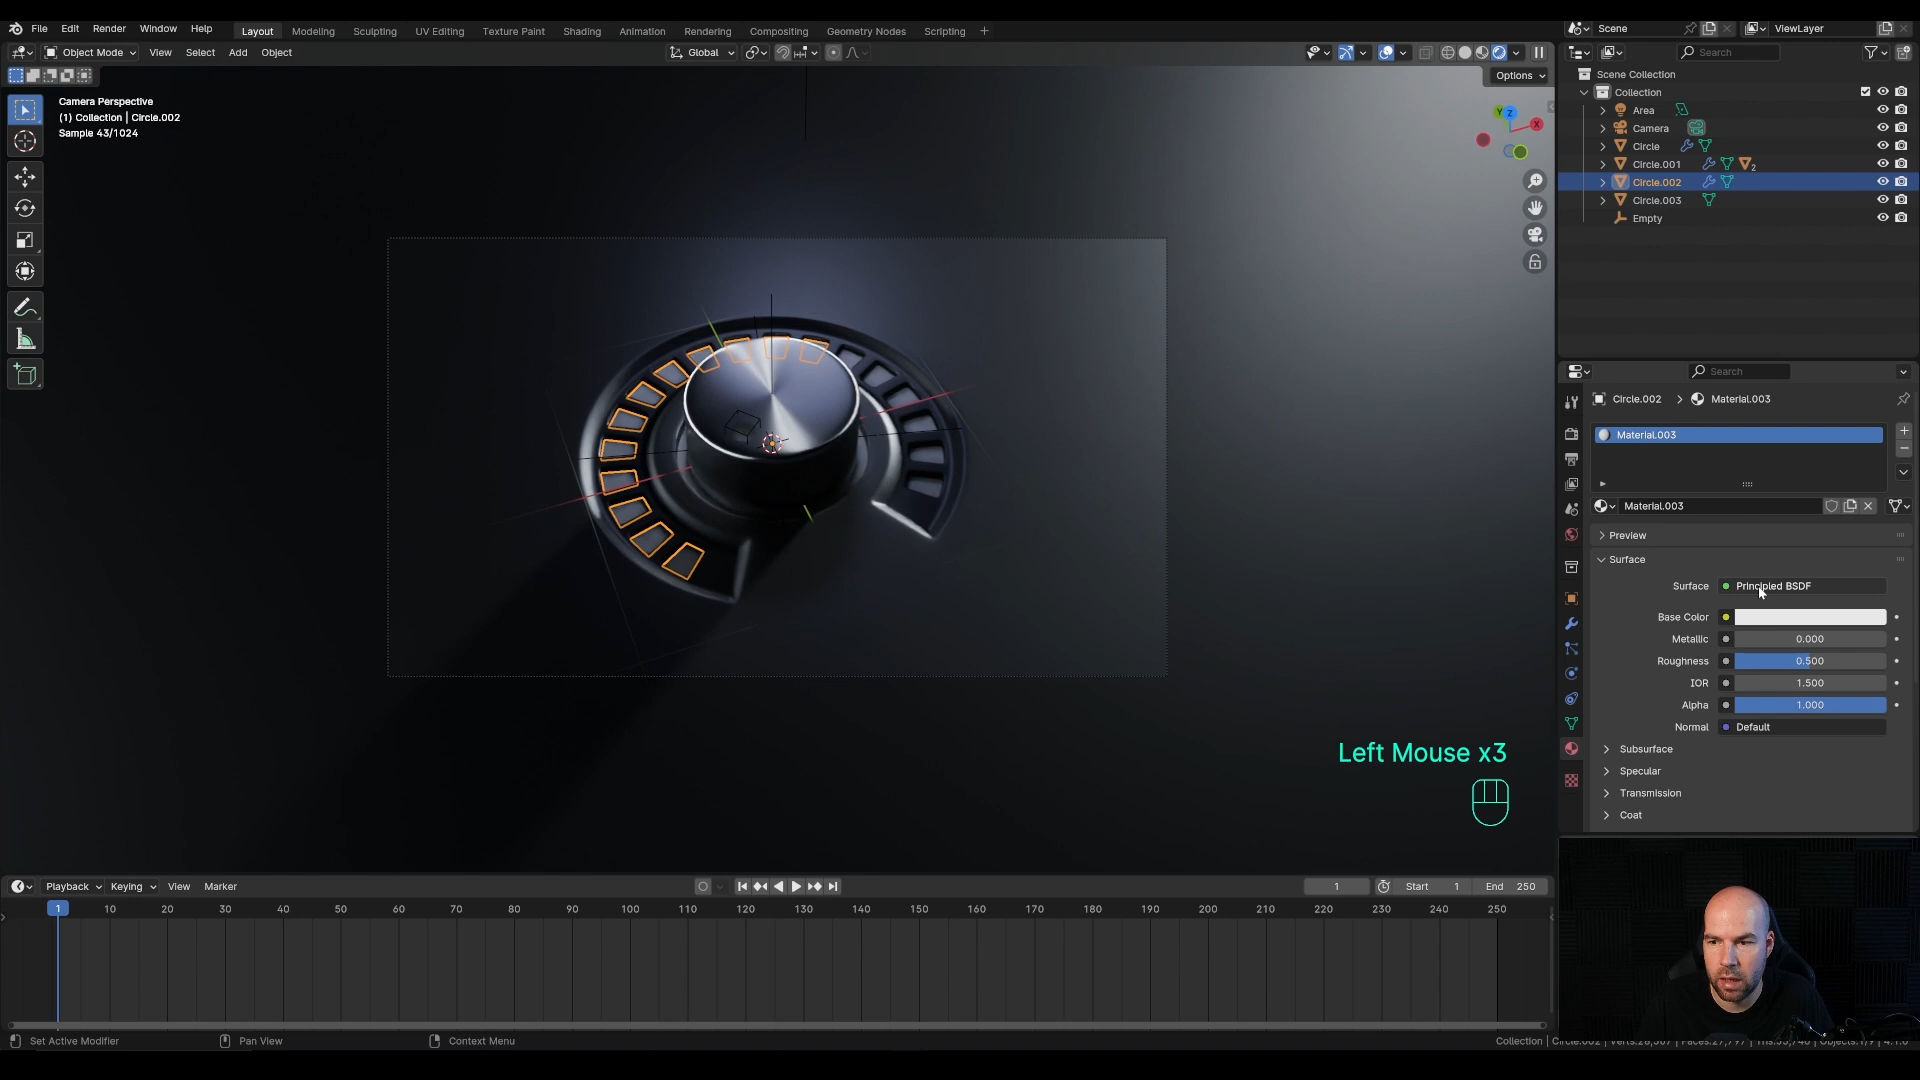 File Edit Render Window Help Layout Modeling Sculpting UV Editing Texture Paint Shading Animation Rendering Compositing Geometry Nodes Scripting
Scene ViewLayer
Object Mode View Select Add Object Global
Search
Options
Scene Collection
Collection
Area
Camera
Circle
Circle.001 2
Circle.002
Circle.003
Empty
Camera Perspective
(1) Collection | Circle.002
Sample 43/1024
Z
Y
X
Search
Circle.002 > Material.003
Material.003
Material.003
Preview
Surface
Surface Principled BSDF
Base Color
Metallic 0.000
Roughness 0.500
IOR 1.500
Alpha 1.000
Normal Default
Subsurface
Specular
Transmission
Coat
Left Mouse x3
Playback Keying View Marker 1 Start 1 End 250
1 10 20 30 40 50 60 70 80 90 100 110 120 130 140 150 160 170 180 190 200 210 220 230 240 250
Set Active Modifier Pan View Context Menu
Collection